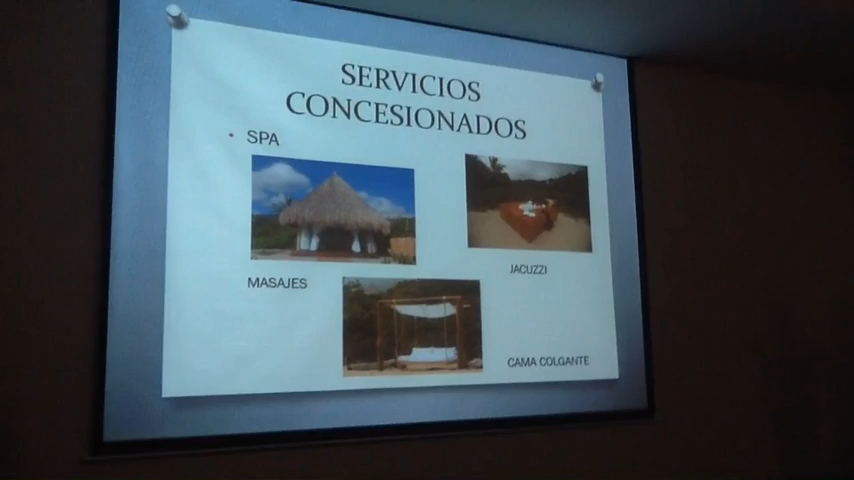 SERVICIOS
CONCESIONADOS
• SPA
MASAJES
JACUZZI
CAMA COLGANTE